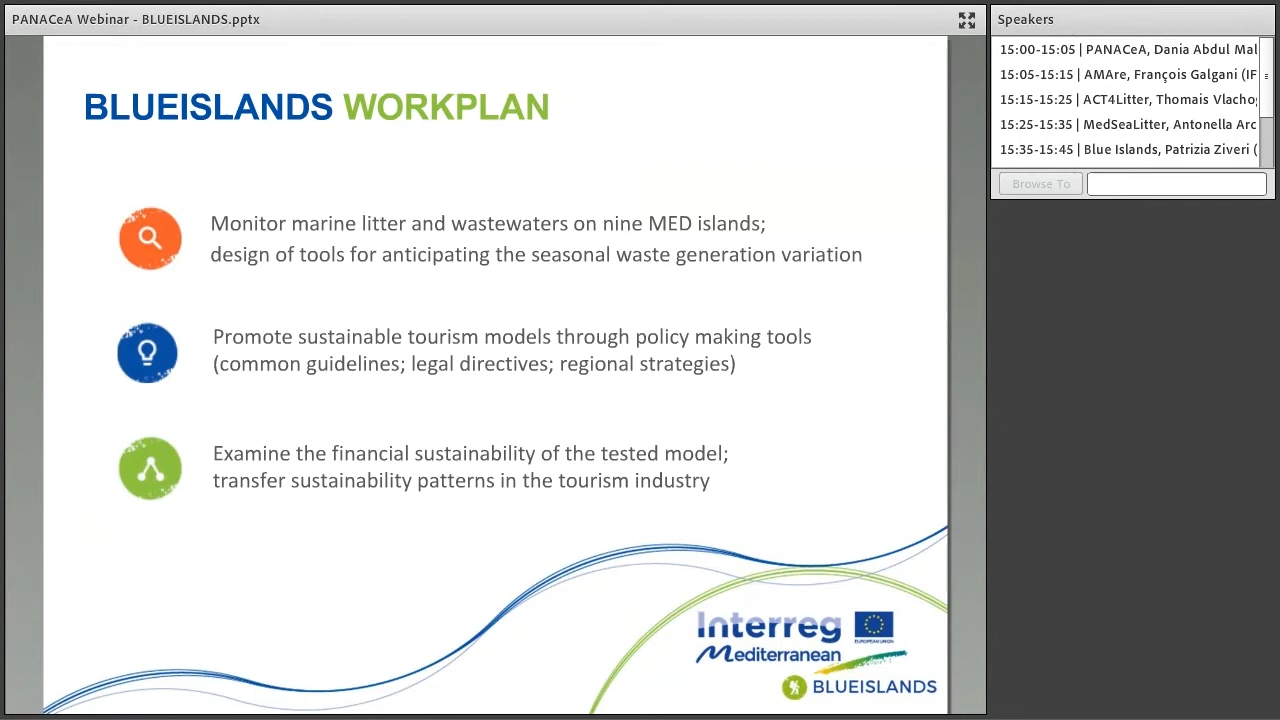 PANACeA Webinar - BLUEISLANDS.pptx
BLUEISLANDS WORKPLAN
Monitor marine litter and wastewaters on nine MED islands;
design of tools for anticipating the seasonal waste generation variation
Promote sustainable tourism models through policy making tools
(common guidelines; legal directives; regional strategies)
Examine the financial sustainability of the tested model;
transfer sustainability patterns in the tourism industry
Interreg
EUROPEAN UNION
Mediterranean
BLUEISLANDS
Speakers
15:00-15:05 | PANACeA, Dania Abdul Mal
15:05-15:15 | AMAre, François Galgani (IF
15:15-15:25 | ACT4Litter, Thomais Vlacho
15:25-15:35 | MedSeaLitter, Antonella Arc
15:35-15:45 | Blue Islands, Patrizia Ziveri (
Browse To